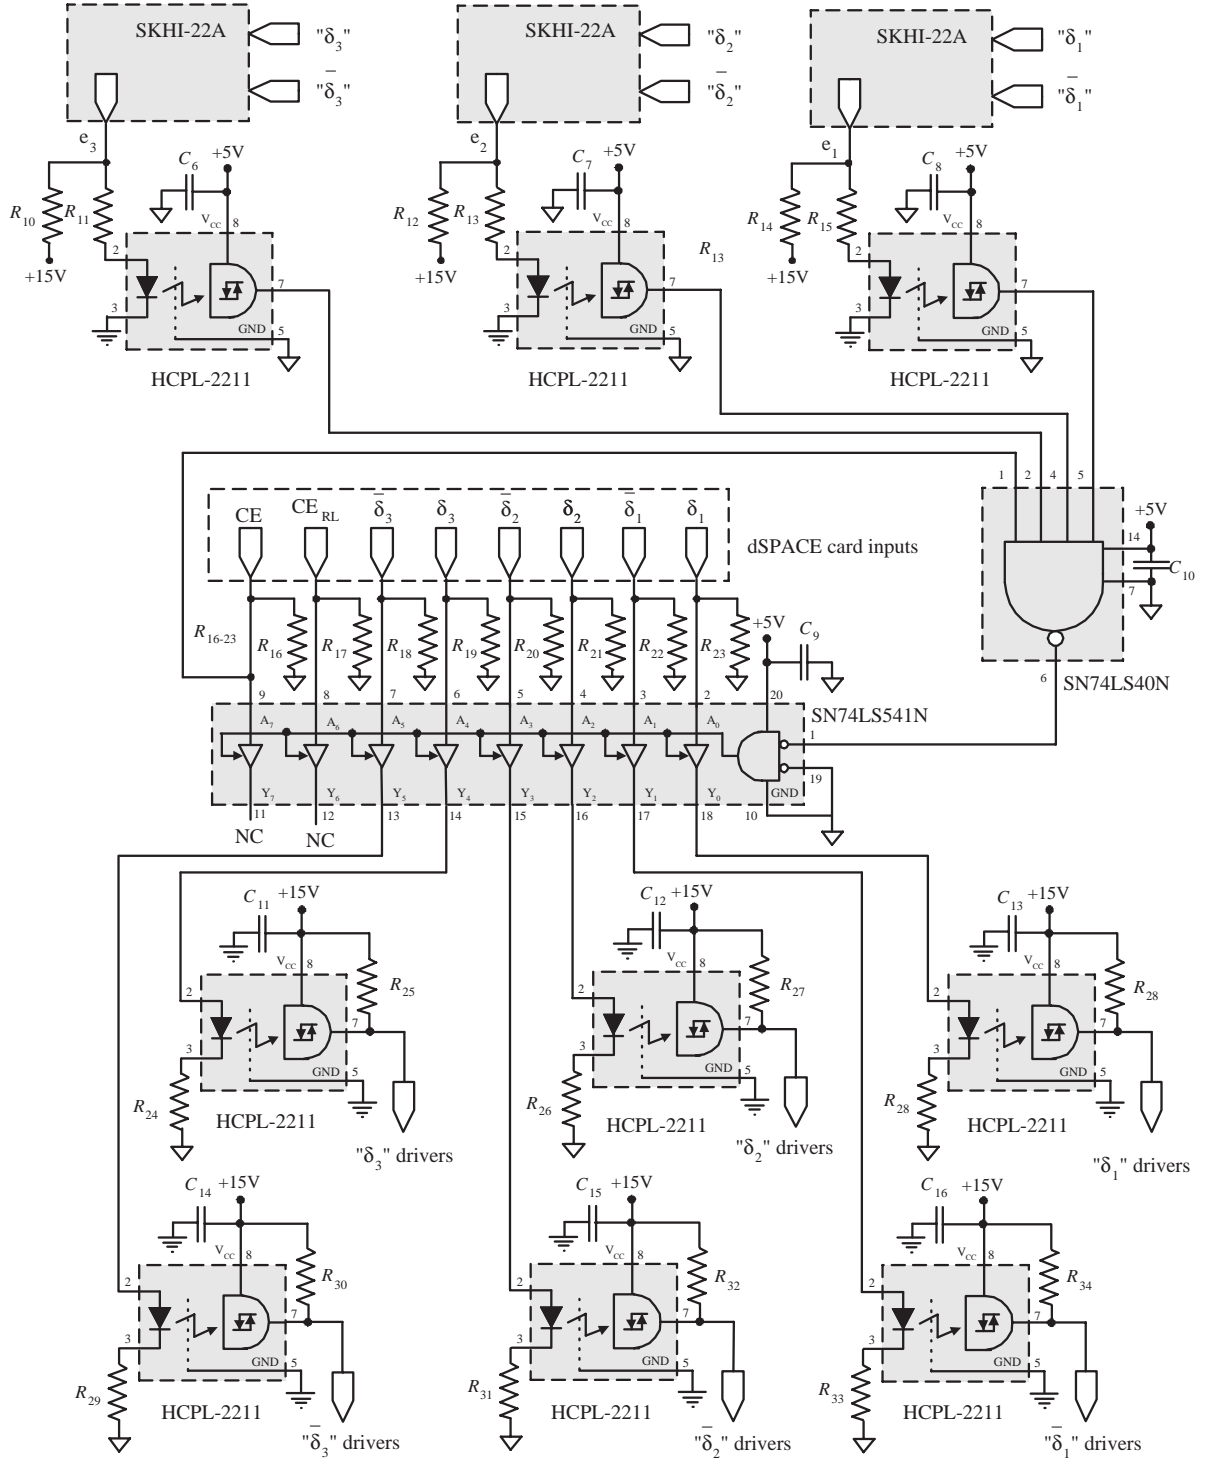 SKHI-22A
"δ3"
"δ̅3"
e3
SKHI-22A
"δ2"
"δ̅2"
e2
SKHI-22A
"δ1"
"δ̅1"
e1
R10
R11
+15V
C6
+5V
VCC
8
2
3
7
GND
5
HCPL-2211
R12
R13
+15V
C7
+5V
VCC
8
2
3
7
GND
5
HCPL-2211
R13
R14
R15
+15V
C8
+5V
VCC
8
2
3
7
GND
5
HCPL-2211
1
2
4
5
+5V
14
C10
7
6
SN74LS40N
CE
CERL
δ̅3
δ3
δ̅2
δ2
δ̅1
δ1
dSPACE card inputs
R16-23
R16
R17
R18
R19
R20
R21
R22
R23
+5V
C9
9
8
7
6
5
4
3
2
20
SN74LS541N
A7
A6
A5
A4
A3
A2
A1
A0
1
19
Y7
Y6
Y5
Y4
Y3
Y2
Y1
Y0
GND
11
12
13
14
15
16
17
18
10
NC
NC
C11
+15V
VCC
8
2
3
7
R25
GND
5
R24
HCPL-2211
"δ3" drivers
C12
+15V
VCC
8
2
3
7
R27
GND
5
R26
HCPL-2211
"δ2" drivers
C13
+15V
VCC
8
2
3
7
R28
GND
5
R28
HCPL-2211
"δ1" drivers
C14
+15V
VCC
8
2
3
7
R30
GND
5
R29
HCPL-2211
"δ̅3" drivers
C15
+15V
VCC
8
2
3
7
R32
GND
5
R31
HCPL-2211
"δ̅2" drivers
C16
+15V
VCC
8
2
3
7
R34
GND
5
R33
HCPL-2211
"δ̅1" drivers